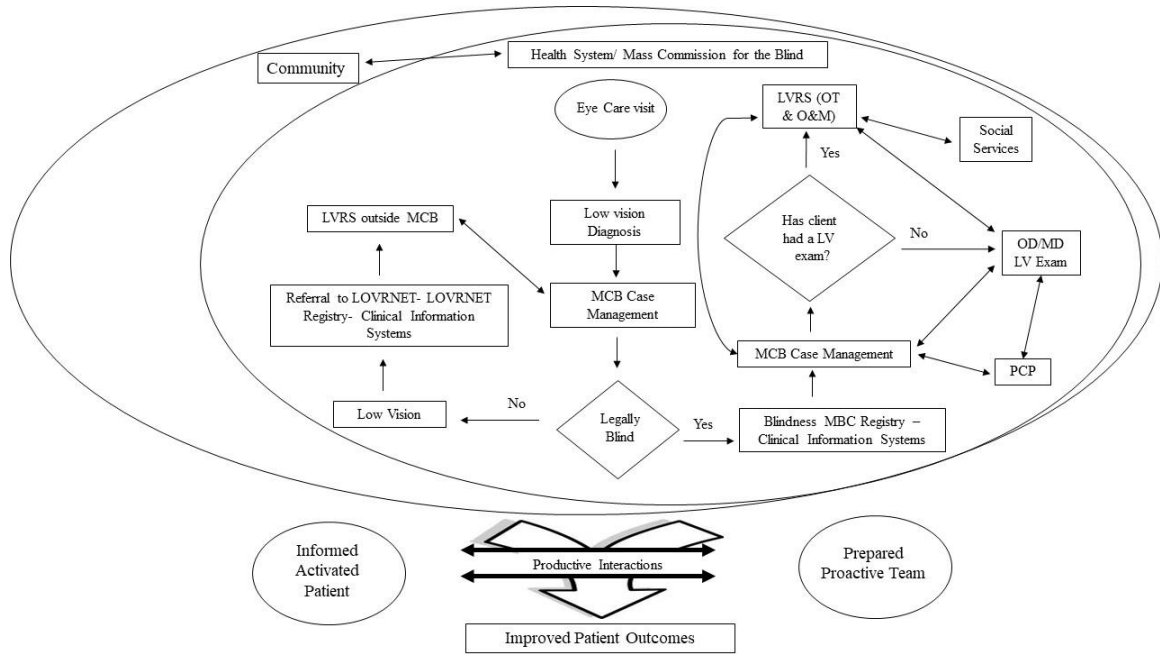 Health System/ Mass Commission for the Blind
Community
Eye Care visit
LVRS (OT
& O&M)
Social
Services
Yes
LVRS outside MCB
Low vision
Diagnosis
Has client
had a LV
exam?
No
OD/MD
LV Exam
Referral to LOVRNET- LOVRNET
Registry- Clinical Information
Systems
MCB Case
Management
MCB Case Management
PCP
Low Vision
No
Legally
Blind
Yes
Blindness MBC Registry –
Clinical Information Systems
Informed
Activated
Patient
Productive Interactions
Prepared
Proactive Team
Improved Patient Outcomes